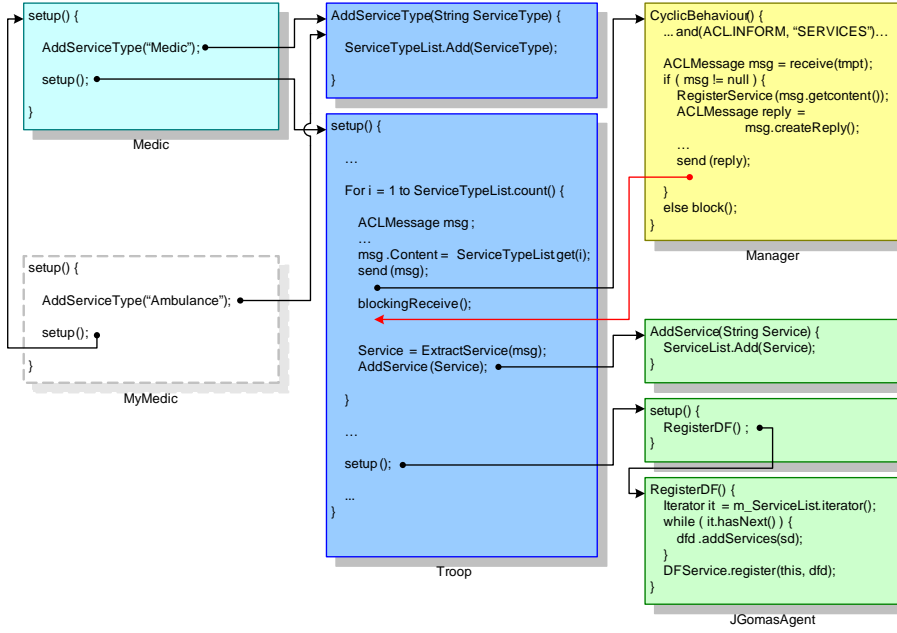 setup() {
AddServiceType("Medic");
setup();
}
Medic
setup() {
AddServiceType("Ambulance");
setup();
}
MyMedic
AddServiceType(String ServiceType) {
ServiceTypeList.Add(ServiceType);
}
setup() {
…
For i = 1 to ServiceTypeList.count() {
ACLMessage msg ;
…
msg .Content = ServiceTypeList get(i);
send (msg);
blockingReceive();
Service = ExtractService(msg);
AddService (Service);
}
…
setup ();
...
}
Troop
CyclicBehaviour() {
... and(ACL.INFORM, "SERVICES")…
ACLMessage msg = receive(tmpt);
if ( msg != null ) {
RegisterService (msg.getcontent());
ACLMessage reply =
msg.createReply();
…
send (reply);
}
else block();
}
Manager
AddService(String Service) {
ServiceList.Add(Service);
}
setup() {
RegisterDF() ;
}
RegisterDF() {
Iterator it = m_ServiceList.iterator();
while ( it.hasNext() ) {
dfd .addServices(sd);
}
DFService.register(this, dfd);
}
JGomasAgent